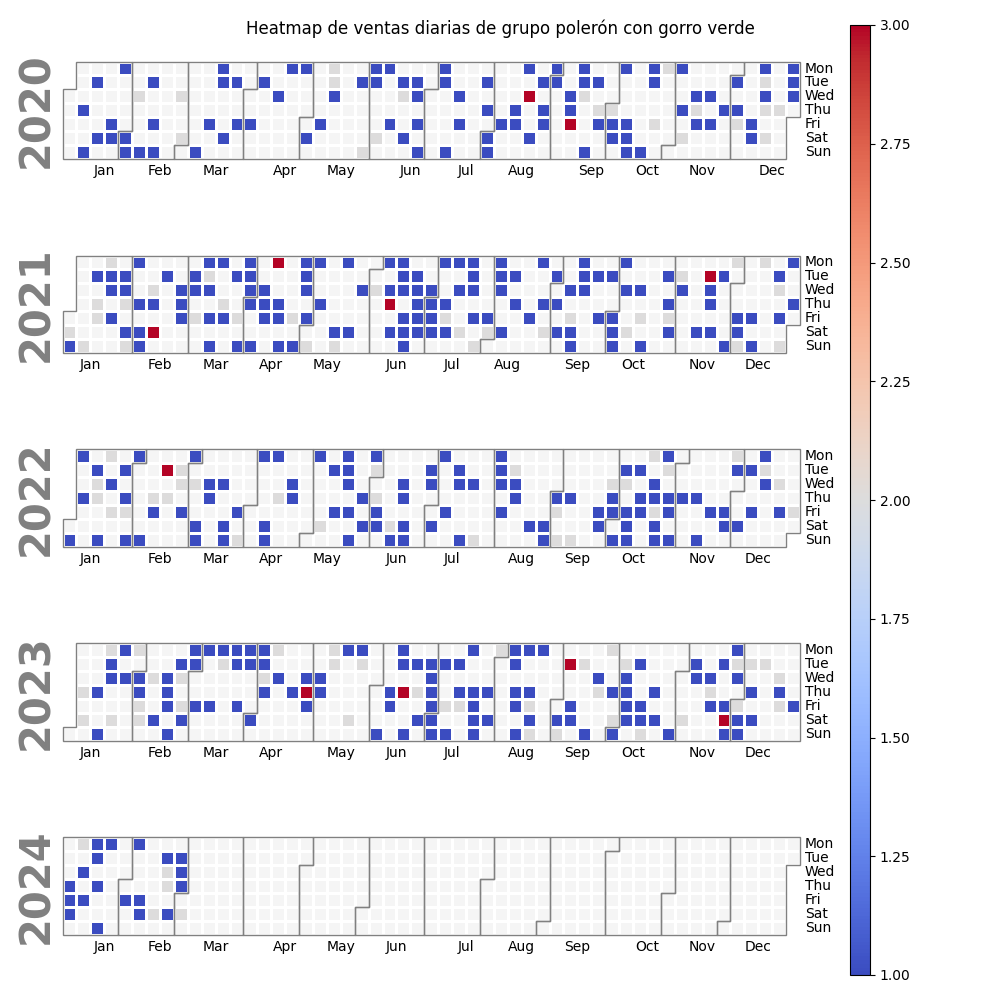 Heatmap de ventas diarias de grupo polerón con gorro verde
2020
Mon
Tue
Wed
Thu
Fri
Sat
Sun
Jan Feb Mar Apr May Jun Jul Aug Sep Oct Nov Dec
2021
Mon
Tue
Wed
Thu
Fri
Sat
Sun
Jan Feb Mar Apr May Jun Jul Aug Sep Oct Nov Dec
2022
Mon
Tue
Wed
Thu
Fri
Sat
Sun
Jan Feb Mar Apr May Jun Jul Aug Sep Oct Nov Dec
2023
Mon
Tue
Wed
Thu
Fri
Sat
Sun
Jan Feb Mar Apr May Jun Jul Aug Sep Oct Nov Dec
2024
Mon
Tue
Wed
Thu
Fri
Sat
Sun
Jan Feb Mar Apr May Jun Jul Aug Sep Oct Nov Dec
3.00
2.75
2.50
2.25
2.00
1.75
1.50
1.25
1.00